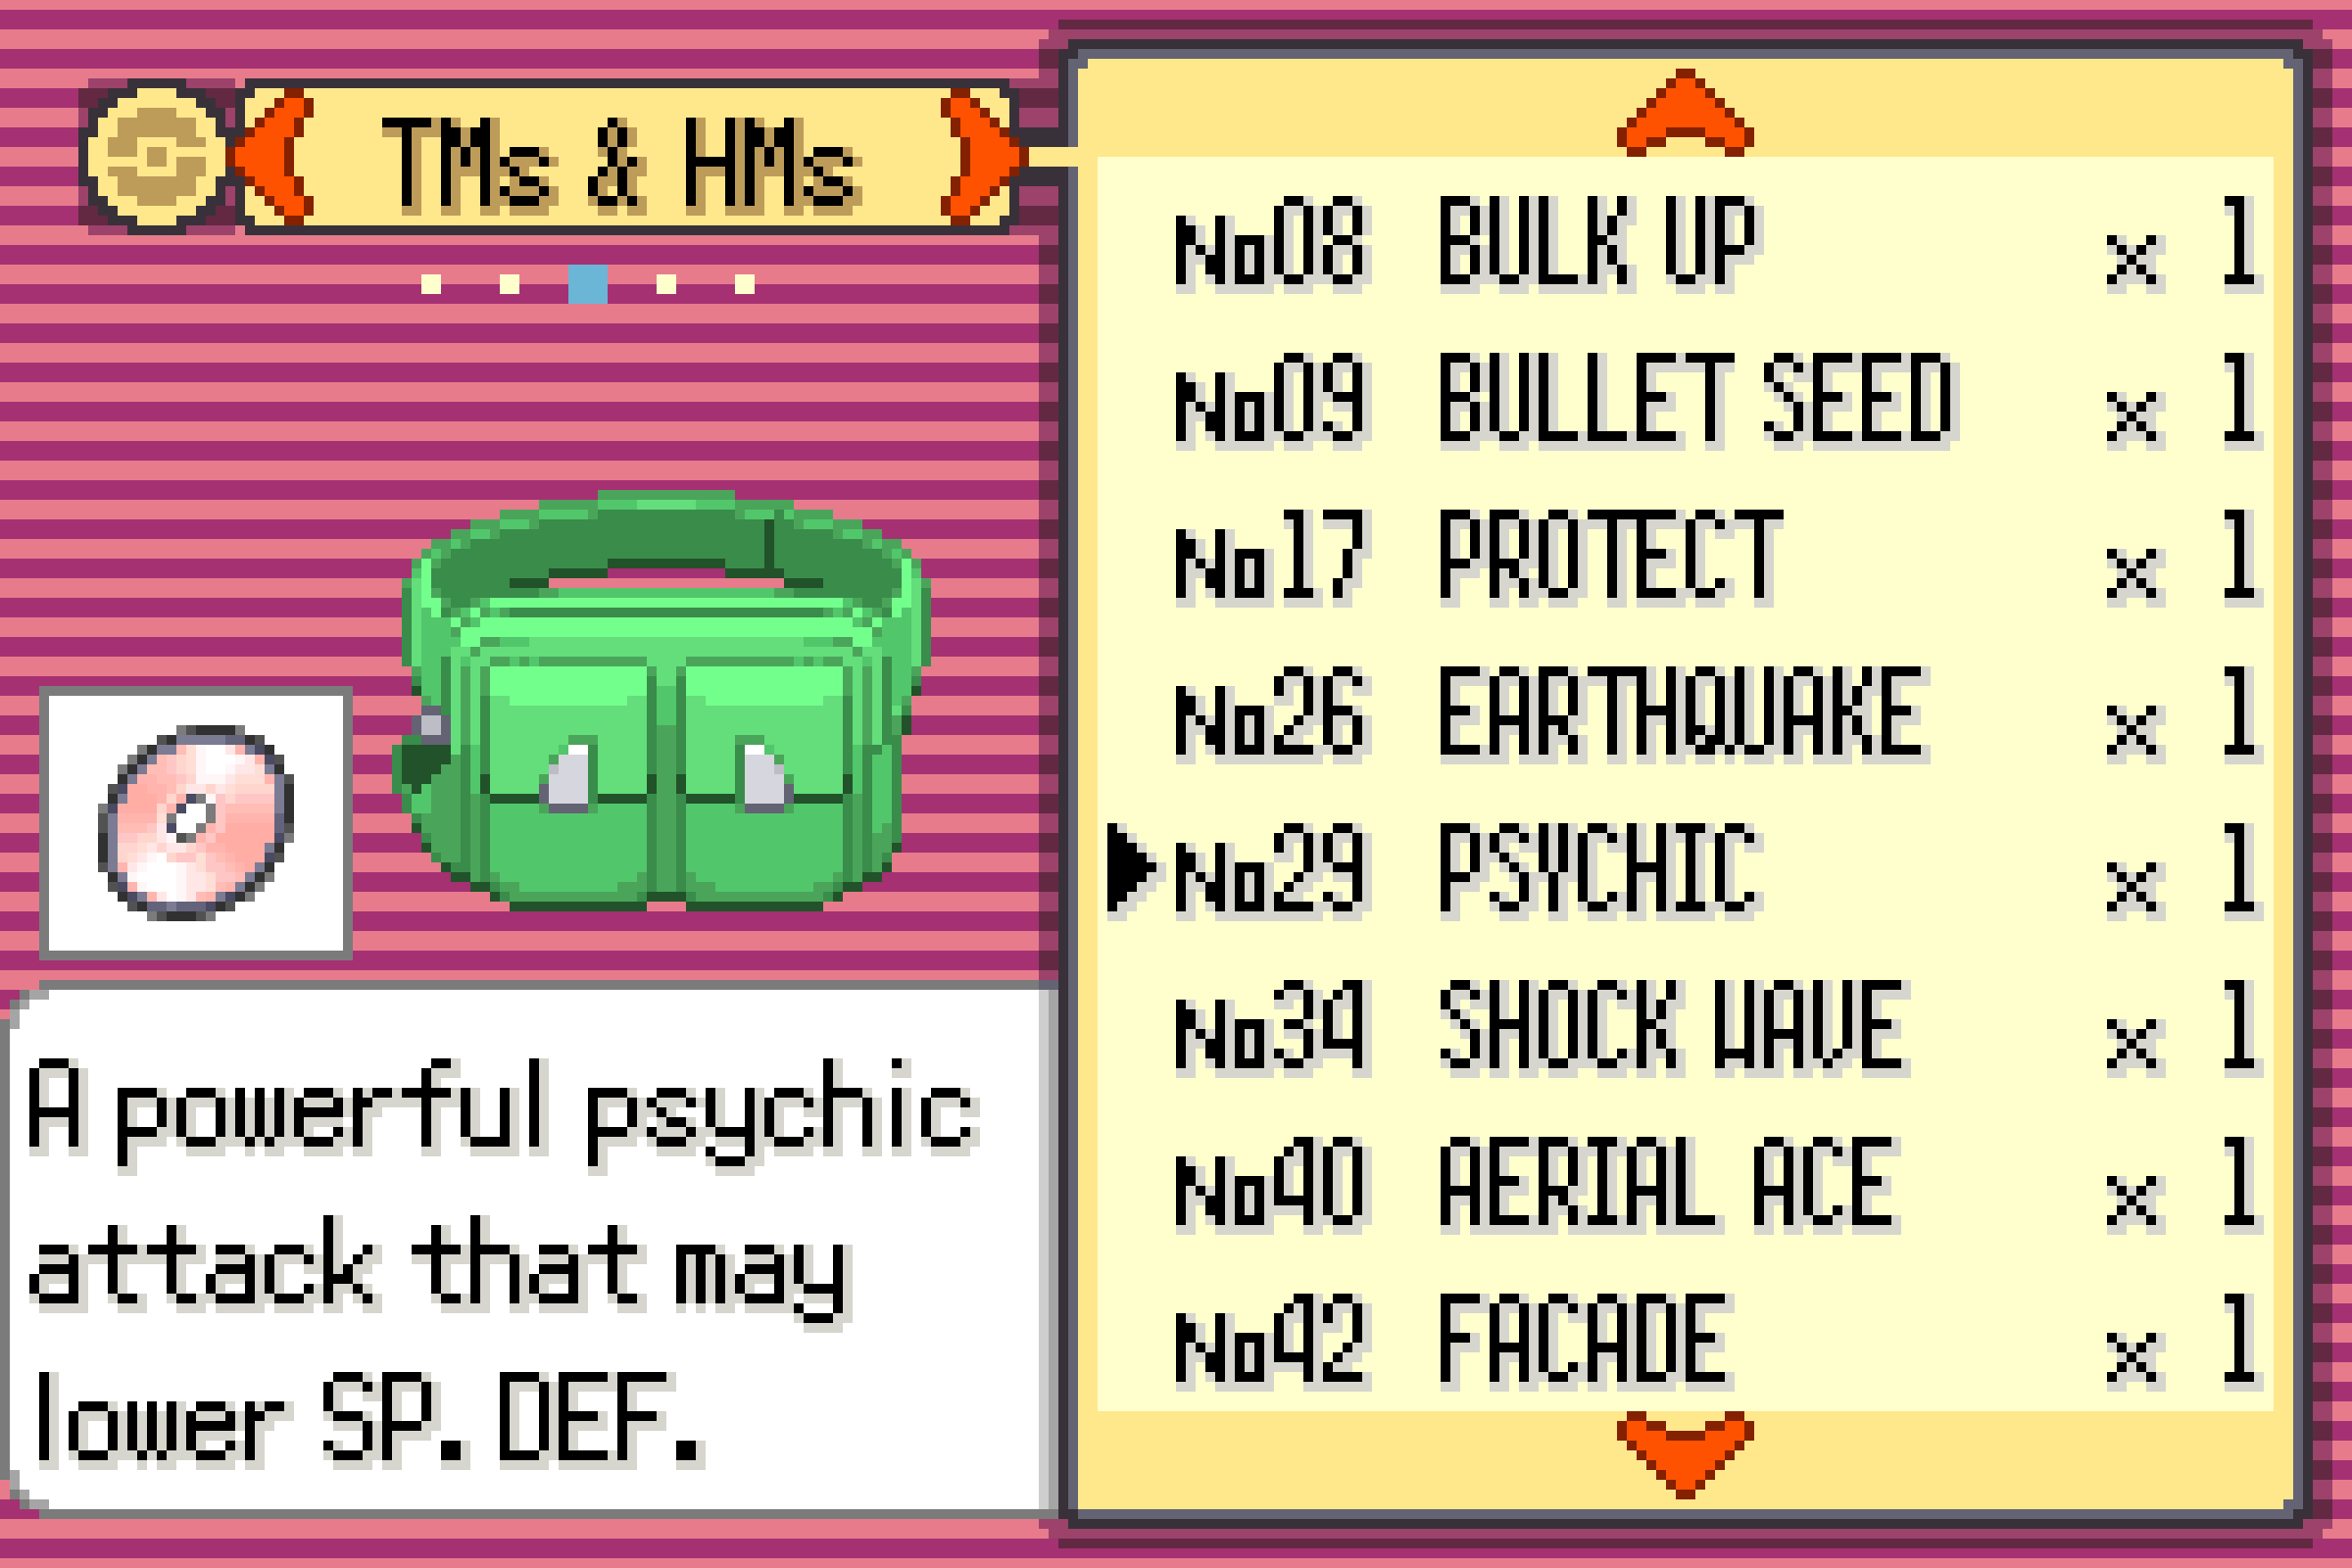 TMs & HMs
No08 BULK UP × 1
No09 BULLET SEED × 1
No17 PROTECT × 1
No26 EARTHQUAKE × 1
No29 PSYCHIC × 1
No34 SHOCK WAVE × 1
No40 AERIAL ACE × 1
No42 FACADE × 1
A powerful psychic
attack that may
lower SP. DEF.